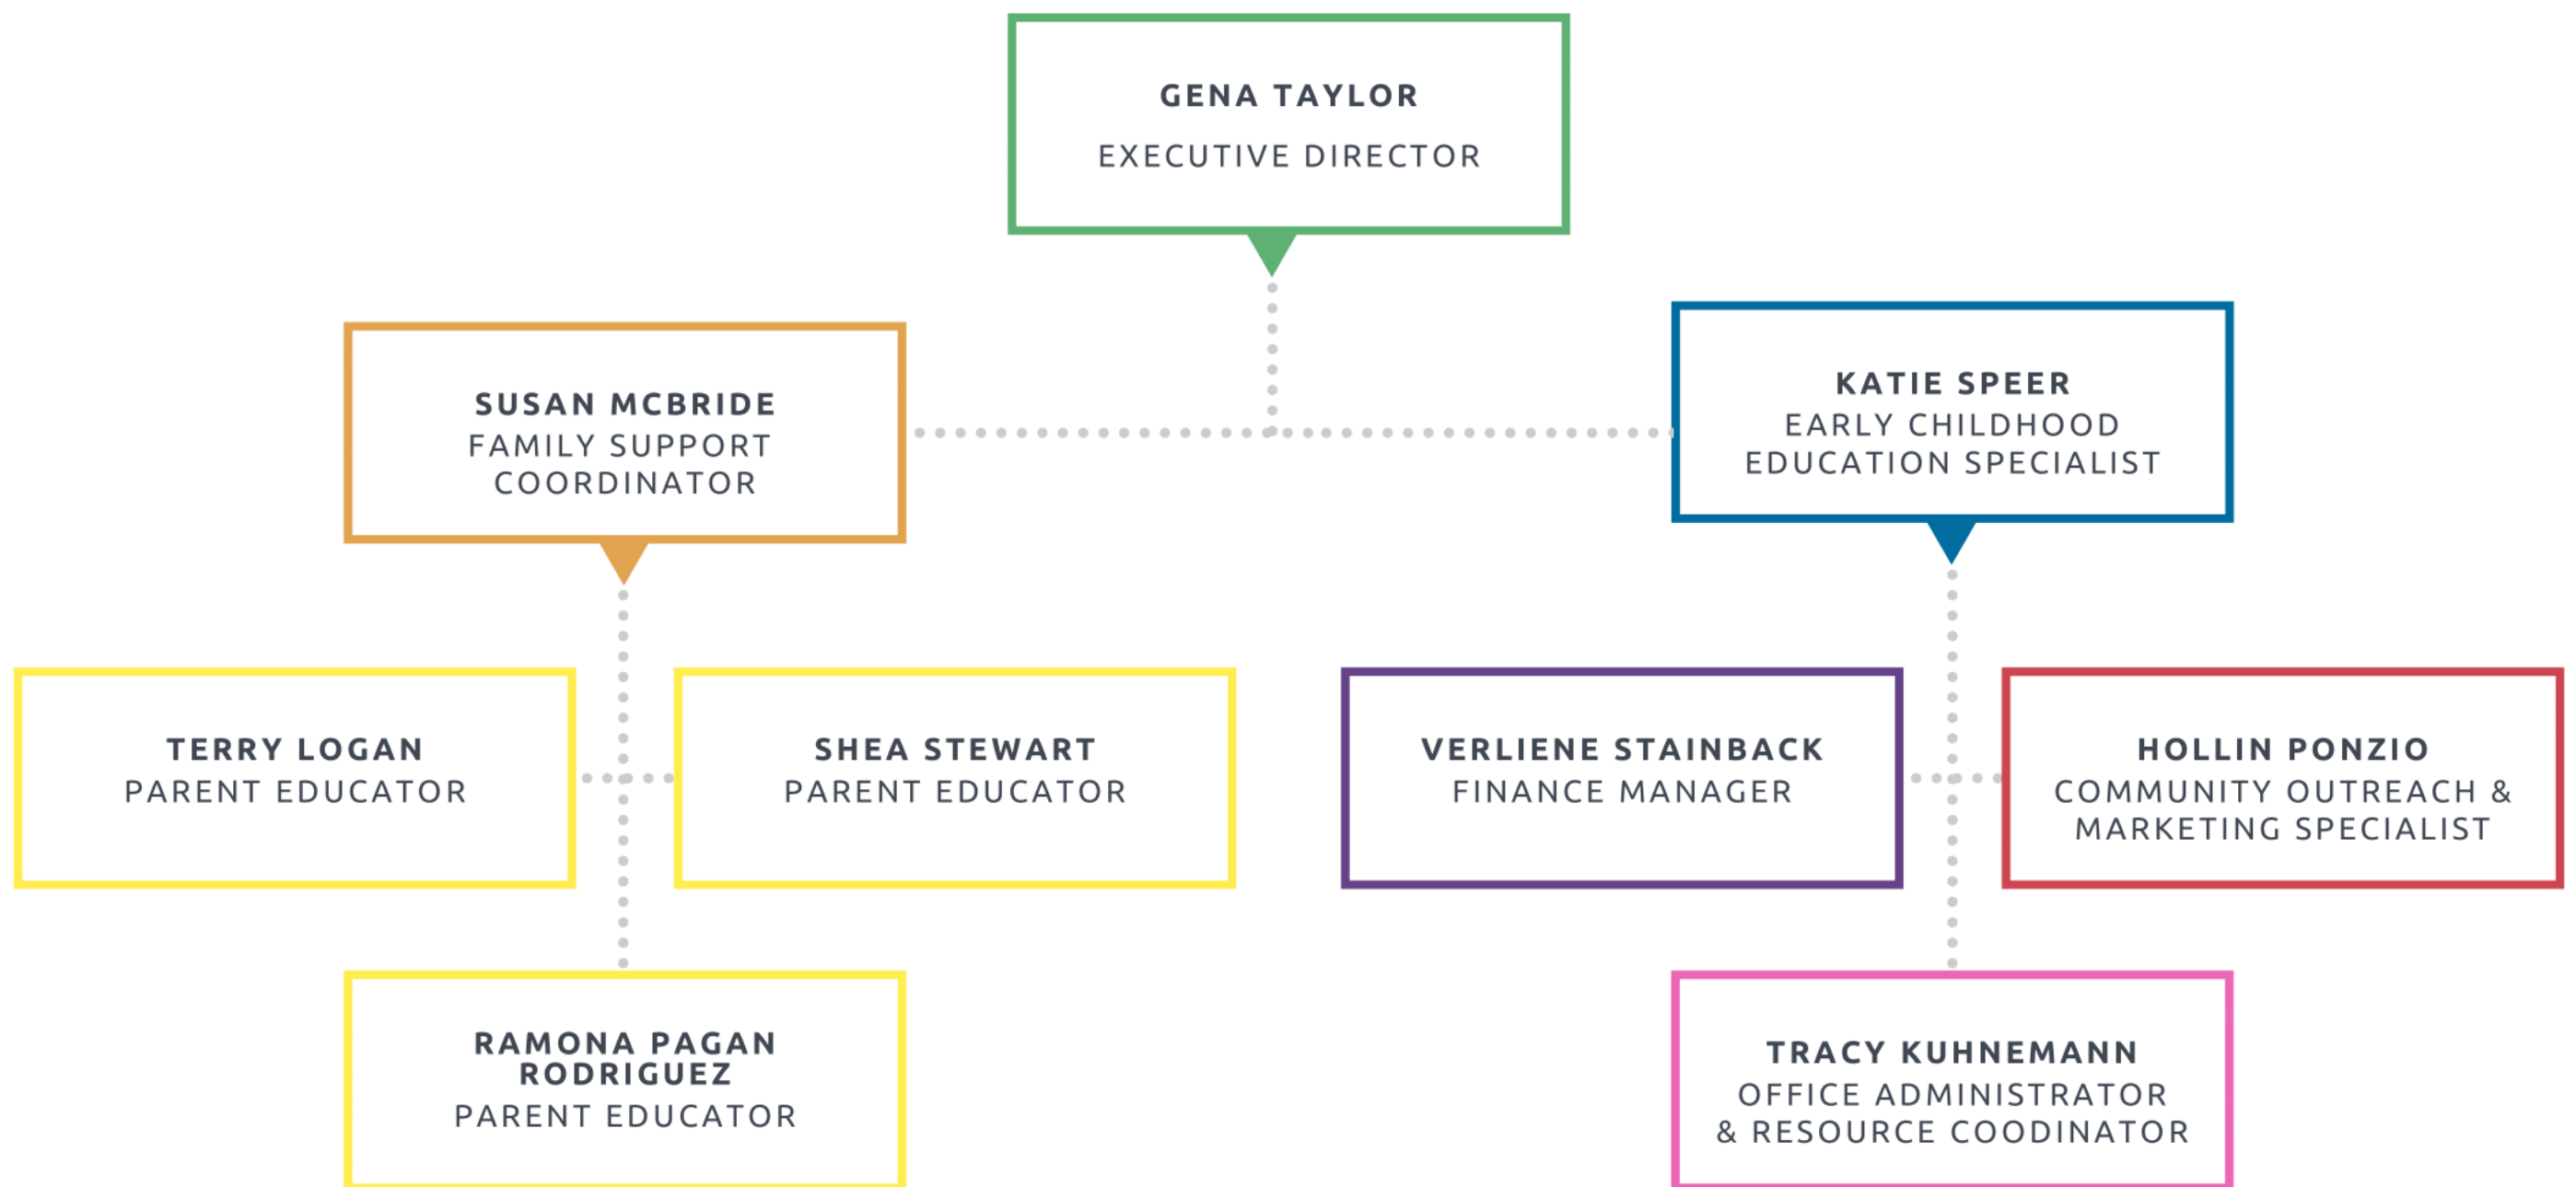 GENA TAYLOR
EXECUTIVE DIRECTOR
SUSAN MCBRIDE
FAMILY SUPPORT
COORDINATOR
KATIE SPEER
EARLY CHILDHOOD
EDUCATION SPECIALIST
TERRY LOGAN
PARENT EDUCATOR
SHEA STEWART
PARENT EDUCATOR
VERLIENE STAINBACK
FINANCE MANAGER
HOLLIN PONZIO
COMMUNITY OUTREACH &
MARKETING SPECIALIST
RAMONA PAGAN
RODRIGUEZ
PARENT EDUCATOR
TRACY KUHNEMANN
OFFICE ADMINISTRATOR
& RESOURCE COODINATOR